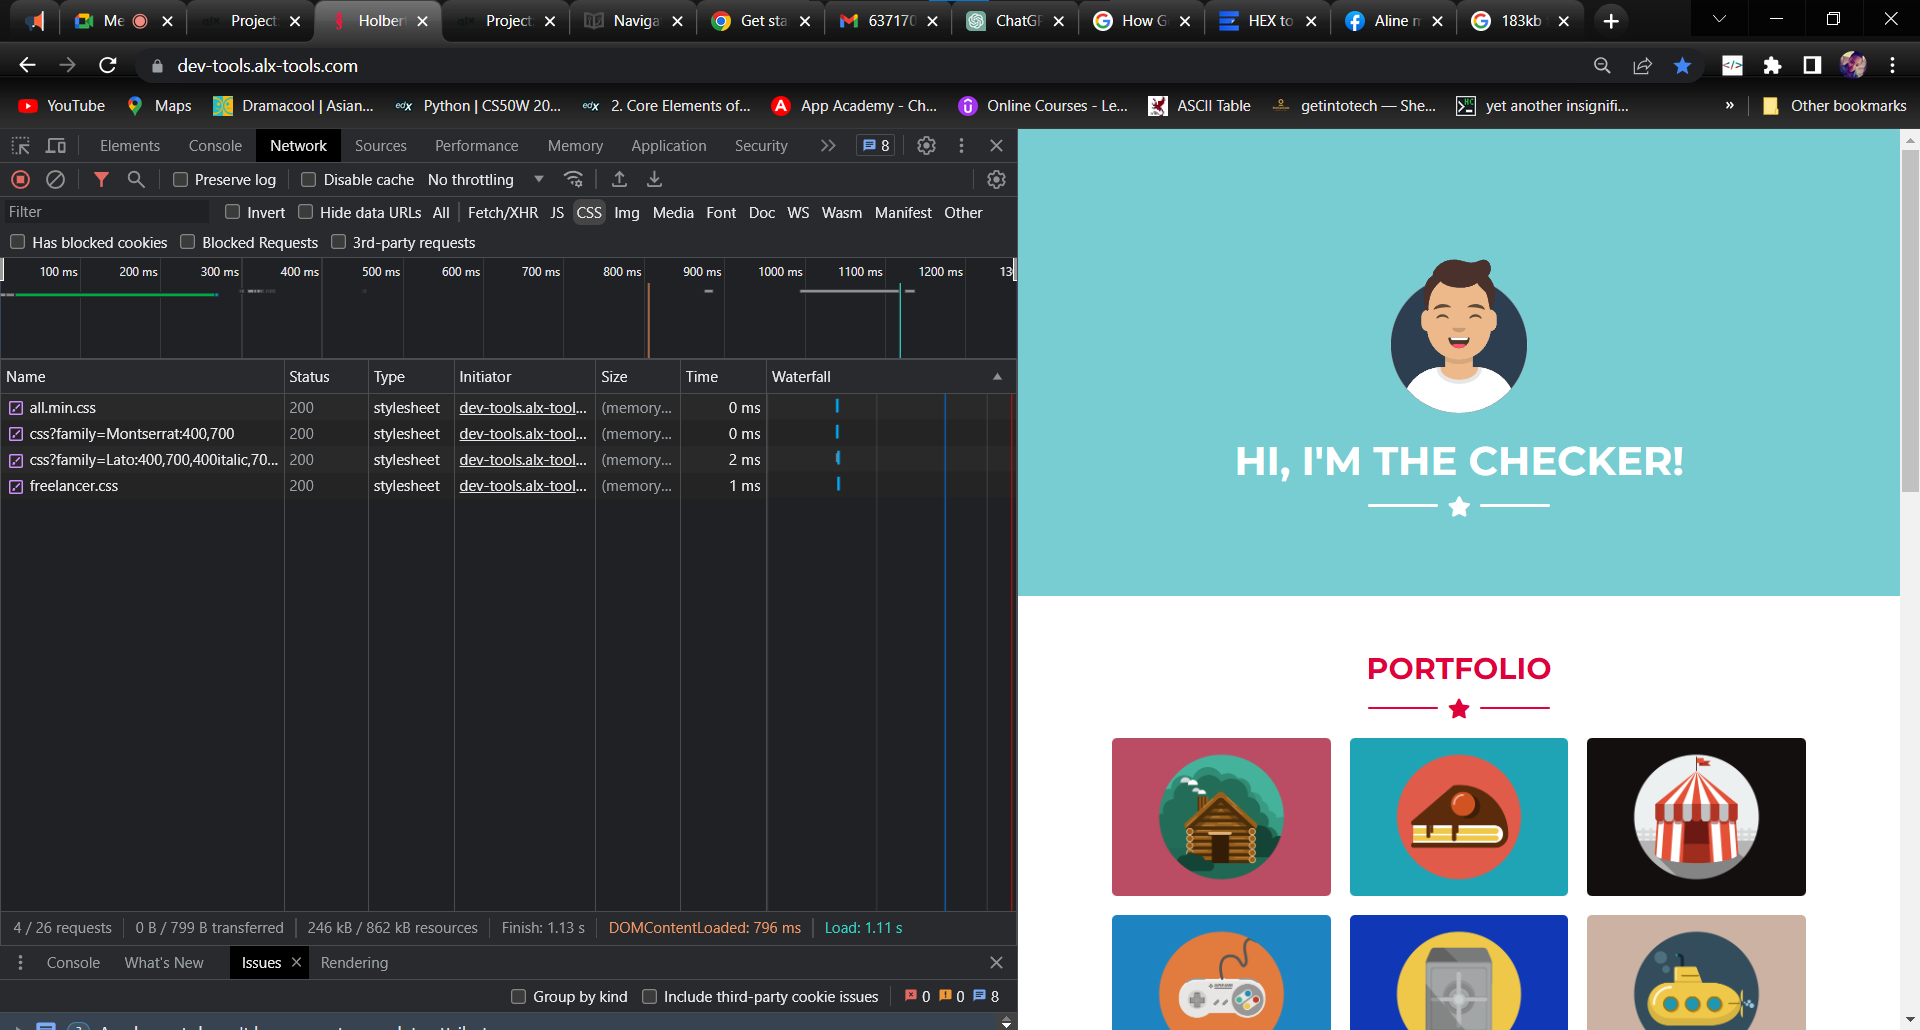 Me
Project
Holber
Project
Naviga
Get sta
637170
ChatGP
How G
HEX to
Aline m
183kb
dev-tools.alx-tools.com
YouTube Maps Dramacool | Asian... Python | CS50W 20... 2. Core Elements of... App Academy - Ch... Online Courses - Le... ASCII Table getintotech — She... yet another insignifi... » Other bookmarks
Elements Console Network Sources Performance Memory Application Security 8
Preserve log Disable cache No throttling
Filter Invert Hide data URLs All Fetch/XHR JS CSS Img Media Font Doc WS Wasm Manifest Other
Has blocked cookies Blocked Requests 3rd-party requests
100 ms 200 ms 300 ms 400 ms 500 ms 600 ms 700 ms 800 ms 900 ms 1000 ms 1100 ms 1200 ms 13
Name Status Type Initiator Size Time Waterfall
all.min.css 200 stylesheet dev-tools.alx-tool... (memory... 0 ms
css?family=Montserrat:400,700 200 stylesheet dev-tools.alx-tool... (memory... 0 ms
css?family=Lato:400,700,400italic,70... 200 stylesheet dev-tools.alx-tool... (memory... 2 ms
freelancer.css 200 stylesheet dev-tools.alx-tool... (memory... 1 ms
4 / 26 requests 0 B / 799 B transferred 246 kB / 862 kB resources Finish: 1.13 s DOMContentLoaded: 796 ms Load: 1.11 s
Console What's New Issues Rendering
Group by kind Include third-party cookie issues 0 0 8
HI, I'M THE CHECKER!
PORTFOLIO